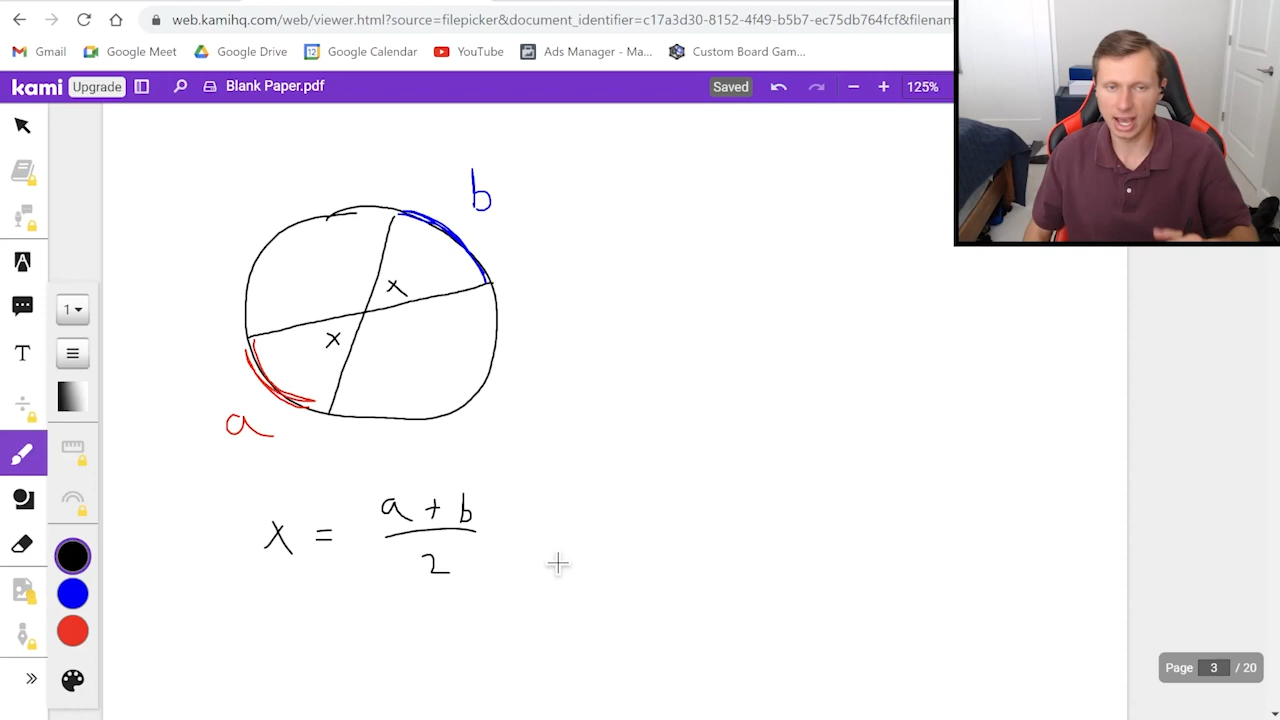 web.kamihq.com/web/viewer.html?source=filepicker&document_identifier=c17a3d30-8152-4f49-b5b7-ec75db764fcf&filenam
Gmail Google Meet Google Drive Google Calendar YouTube Ads Manager - Ma... Custom Board Gam...
kami Upgrade Blank Paper.pdf Saved 125%
b
x
x
a
1
T
x = a + b
2
Page 3 / 20